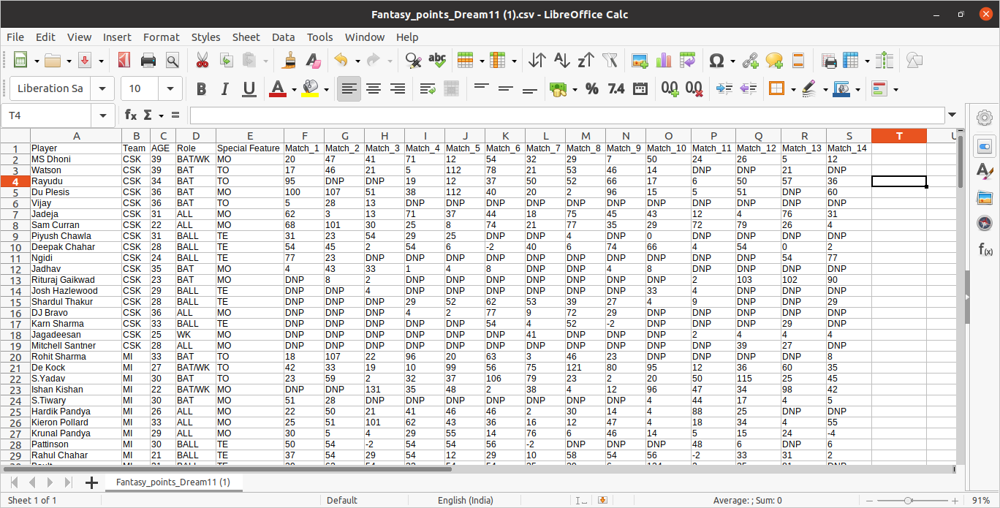 Fantasy_points_Dream11 (1).csv - LibreOffice Calc
File Edit View Insert Format Styles Sheet Data Tools Window Help
abc Ω
Liberation Sa 10 B I U A % 7.4 0.0 0.0
T4 fx Σ =
A B C D E F G H I J K L M N O P Q R S T U
1 Player Team AGE Role Special Feature Match_1 Match_2 Match_3 Match_4 Match_5 Match_6 Match_7 Match_8 Match_9 Match_10 Match_11 Match_12 Match_13 Match_14
2 MS Dhoni CSK 39 BAT/WK MO 20 47 41 71 12 54 32 29 7 50 24 26 5 12
3 Watson CSK 39 BAT TO 17 46 21 5 112 78 21 53 46 14 DNP DNP 21 DNP
4 Rayudu CSK 34 BAT TO 95 DNP DNP 19 12 37 50 52 66 17 6 50 57 36
5 Du Plesis CSK 36 BAT MO 100 107 51 38 112 40 20 2 96 15 5 51 DNP 60
6 Vijay CSK 36 BAT TO 5 28 13 DNP DNP DNP DNP DNP DNP DNP DNP DNP DNP DNP
7 Jadeja CSK 31 ALL MO 62 3 13 71 37 44 18 75 45 43 12 4 76 31
8 Sam Curran CSK 22 ALL MO 68 101 30 25 8 74 21 77 35 29 72 79 26 4
9 Piyush Chawla CSK 31 BALL TE 31 23 54 29 25 DNP DNP 4 DNP 0 DNP DNP DNP DNP
10 Deepak Chahar CSK 28 BALL TE 54 45 2 54 6 -2 40 6 74 66 4 54 0 2
11 Ngidi CSK 24 BALL TE 77 23 DNP DNP DNP DNP DNP DNP DNP DNP DNP DNP 54 77
12 Jadhav CSK 35 BAT MO 4 43 33 1 4 8 DNP DNP 4 8 DNP DNP DNP DNP
13 Rituraj Gaikwad CSK 23 BAT MO DNP 8 2 DNP DNP DNP DNP DNP DNP DNP 2 103 102 90
14 Josh Hazlewood CSK 29 BALL TE DNP DNP 4 DNP DNP DNP DNP DNP DNP 33 4 DNP DNP DNP
15 Shardul Thakur CSK 28 BALL TE DNP DNP DNP 29 52 62 53 39 27 4 9 DNP DNP 29
16 DJ Bravo CSK 36 ALL MO DNP DNP DNP 4 2 77 9 72 29 DNP DNP DNP DNP DNP
17 Karn Sharma CSK 33 BALL TE DNP DNP DNP DNP DNP 54 4 52 -2 DNP DNP DNP 29 DNP
18 Jagadeesan CSK 25 WK MO DNP DNP DNP DNP DNP DNP 41 DNP DNP DNP 2 4 4 4
19 Mitchell Santner CSK 28 ALL MO DNP DNP DNP DNP DNP DNP DNP DNP DNP DNP DNP 39 27 DNP
20 Rohit Sharma MI 33 BAT TO 18 107 22 96 20 63 3 46 23 DNP DNP DNP DNP 8
21 De Kock MI 27 BAT/WK TO 42 33 19 10 99 56 75 121 80 95 12 36 60 35
22 S.Yadav MI 30 BAT TO 23 59 2 32 37 106 79 23 2 20 50 115 25 45
23 Ishan Kishan MI 22 BAT/WK MO DNP DNP 131 35 48 2 38 4 12 96 47 34 98 42
24 S.Tiwary MI 30 BAT MO 51 28 DNP DNP DNP DNP DNP DNP DNP 4 44 17 4 5
25 Hardik Pandya MI 26 ALL MO 22 50 21 41 46 46 2 30 14 4 88 25 DNP DNP
26 Kieron Pollard MI 33 ALL MO 25 51 101 62 43 36 16 12 47 4 18 34 4 55
27 Krunal Pandya MI 29 ALL MO 30 5 4 29 55 14 76 6 46 14 5 15 24 -4
28 Pattinson MI 30 BALL TE 50 54 -2 54 54 56 -2 DNP DNP DNP 48 6 DNP 6
29 Rahul Chahar MI 21 BALL TE 37 54 29 54 12 29 10 58 54 56 -2 33 31 2
Fantasy_points_Dream11 (1)
Sheet 1 of 1 Default English (India) Average: ; Sum: 0 91%